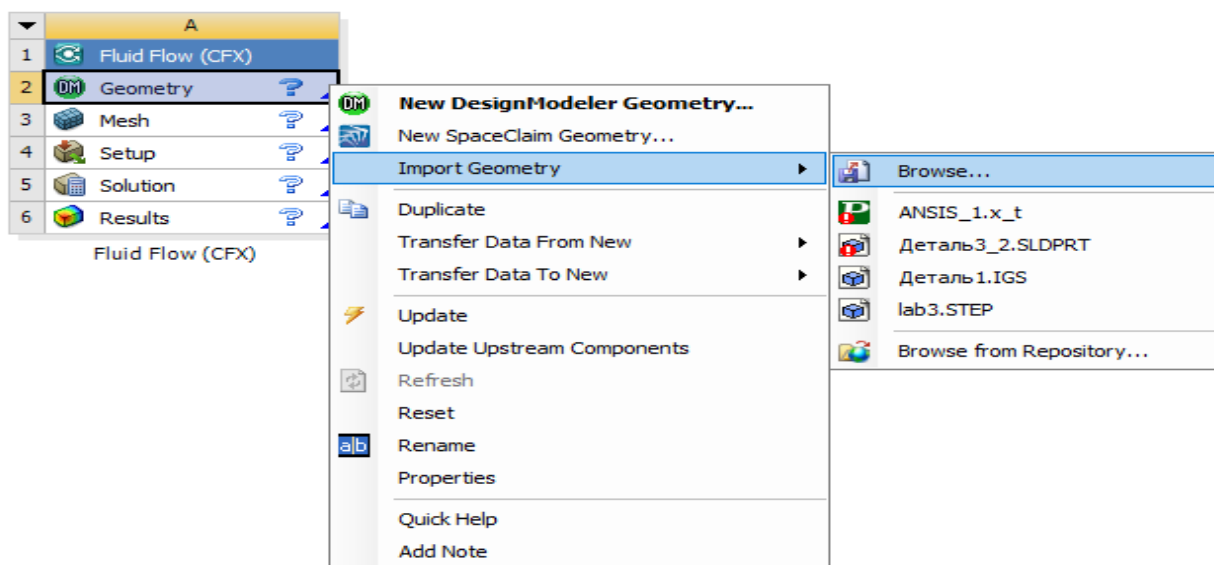 A
1 Fluid Flow (CFX)
2 DM Geometry ?
3 Mesh ?
4 Setup ?
5 Solution ?
6 Results ?
Fluid Flow (CFX)
DM New DesignModeler Geometry...
New SpaceClaim Geometry...
Import Geometry
Duplicate
Transfer Data From New
Transfer Data To New
Update
Update Upstream Components
Refresh
Reset
a|b Rename
Properties
Quick Help
Add Note
Browse...
P ANSIS_1.x_t
Деталь3_2.SLDPRT
Деталь1.IGS
lab3.STEP
Browse from Repository...